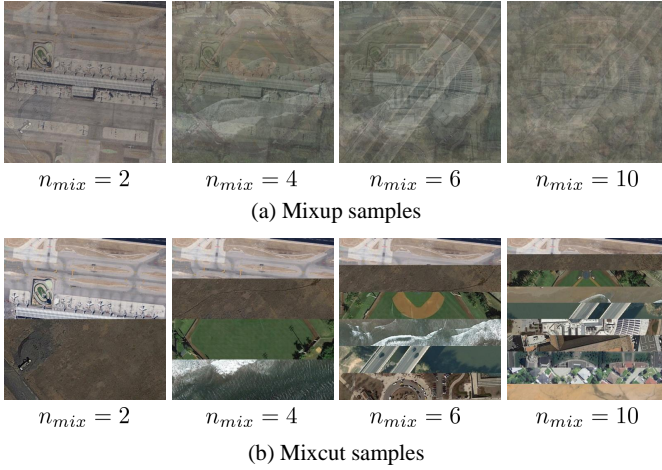 n_{mix} = 2 n_{mix} = 4 n_{mix} = 6 n_{mix} = 10
(a) Mixup samples
n_{mix} = 2 n_{mix} = 4 n_{mix} = 6 n_{mix} = 10
(b) Mixcut samples